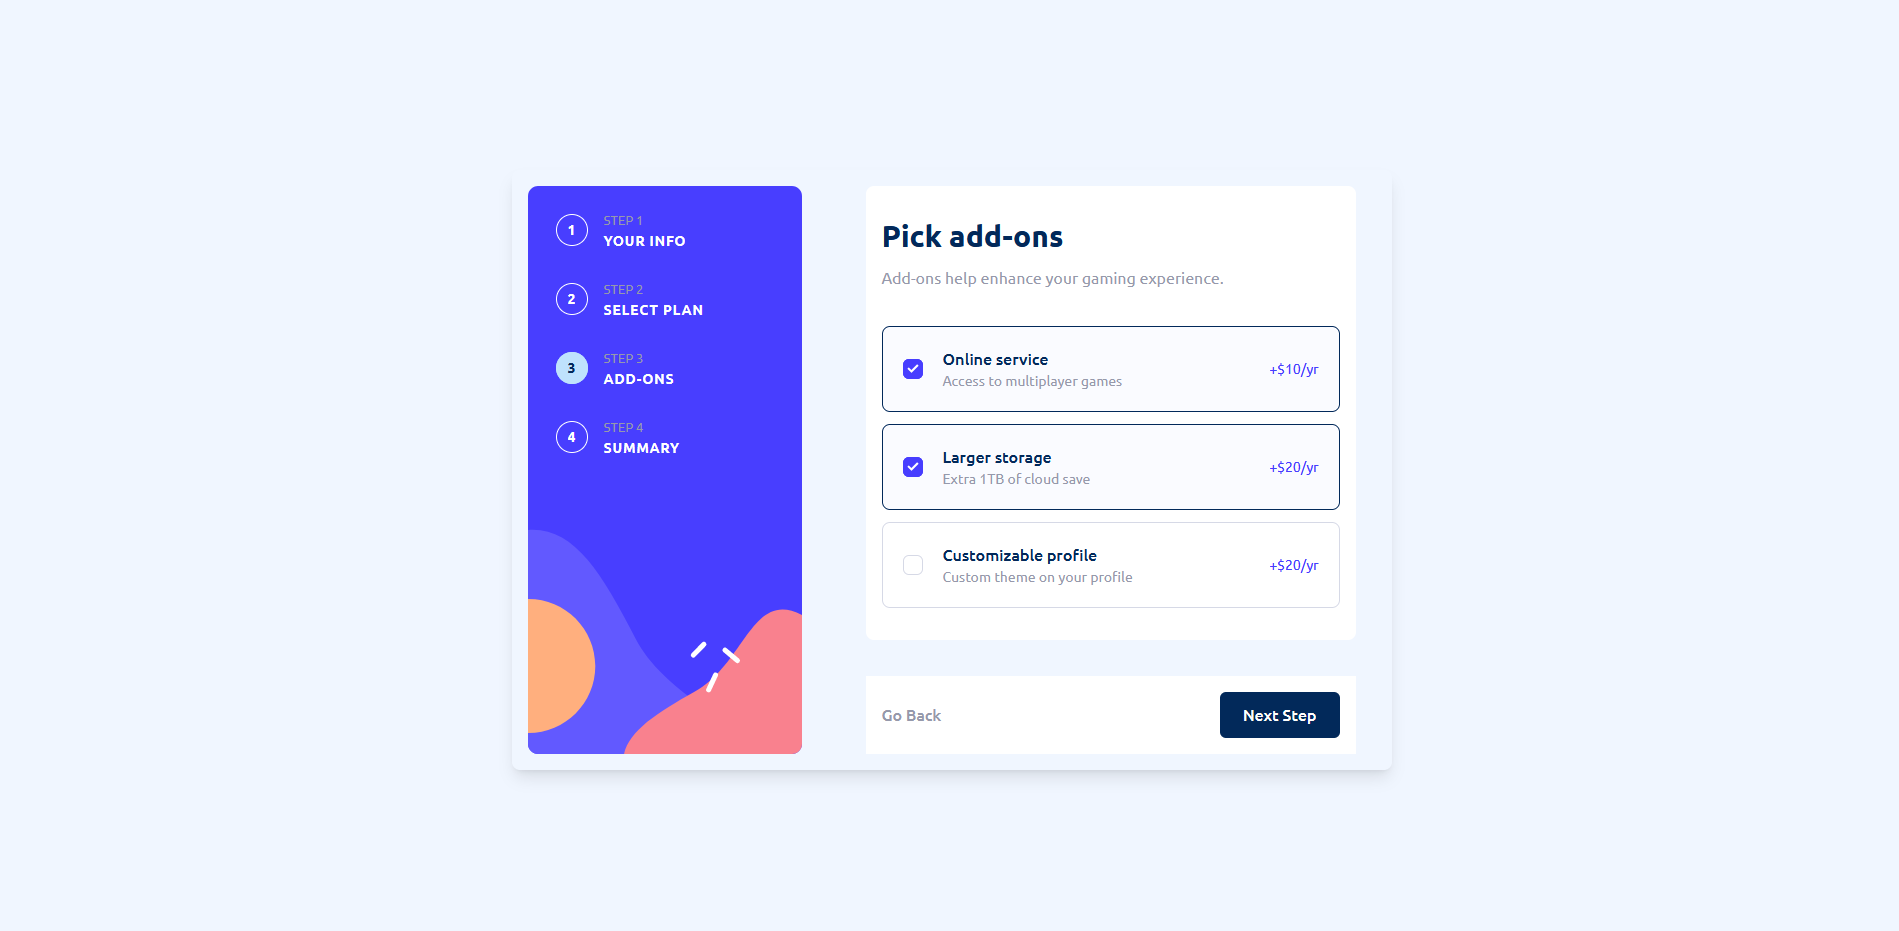 1
STEP 1
YOUR INFO
2
STEP 2
SELECT PLAN
3
STEP 3
ADD-ONS
4
STEP 4
SUMMARY
Pick add-ons
Add-ons help enhance your gaming experience.
Online service
Access to multiplayer games
+$10/yr
Larger storage
Extra 1TB of cloud save
+$20/yr
Customizable profile
Custom theme on your profile
+$20/yr
Go Back
Next Step